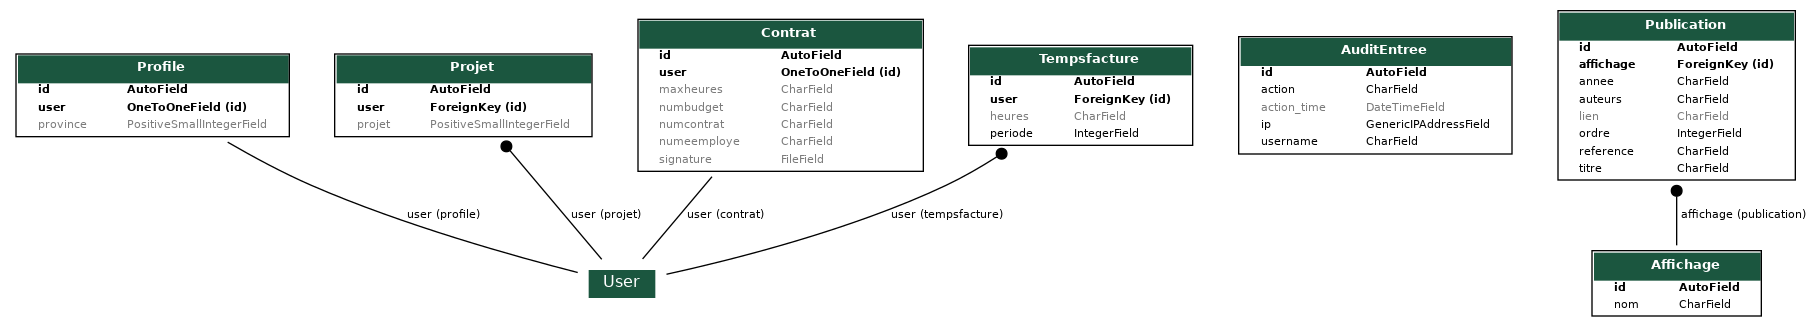 Profile
id AutoField
user OneToOneField (id)
province PositiveSmallIntegerField
Projet
id AutoField
user ForeignKey (id)
projet PositiveSmallIntegerField
Contrat
id AutoField
user OneToOneField (id)
maxheures CharField
numbudget CharField
numcontrat CharField
numeemploye CharField
signature FileField
Tempsfacture
id AutoField
user ForeignKey (id)
heures CharField
periode IntegerField
AuditEntree
id AutoField
action CharField
action_time DateTimeField
ip GenericIPAddressField
username CharField
Publication
id AutoField
affichage ForeignKey (id)
annee CharField
auteurs CharField
lien CharField
ordre IntegerField
reference CharField
titre CharField
user (profile)
user (projet)
user (contrat)
user (tempsfacture)
affichage (publication)
User
Affichage
id AutoField
nom CharField